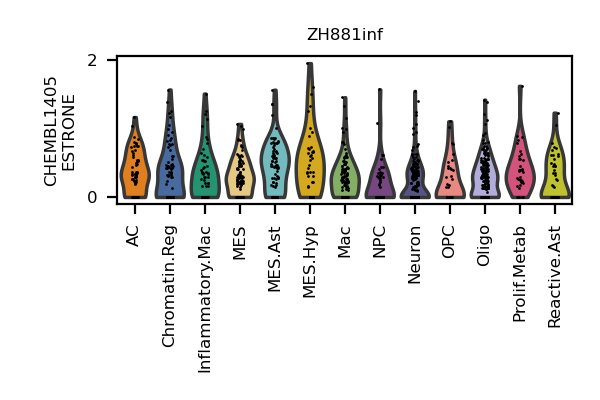 ZH881inf
CHEMBL1405
ESTRONE
2
0
AC
Chromatin.Reg
Inflammatory.Mac
MES
MES.Ast
MES.Hyp
Mac
NPC
Neuron
OPC
Oligo
Prolif.Metab
Reactive.Ast